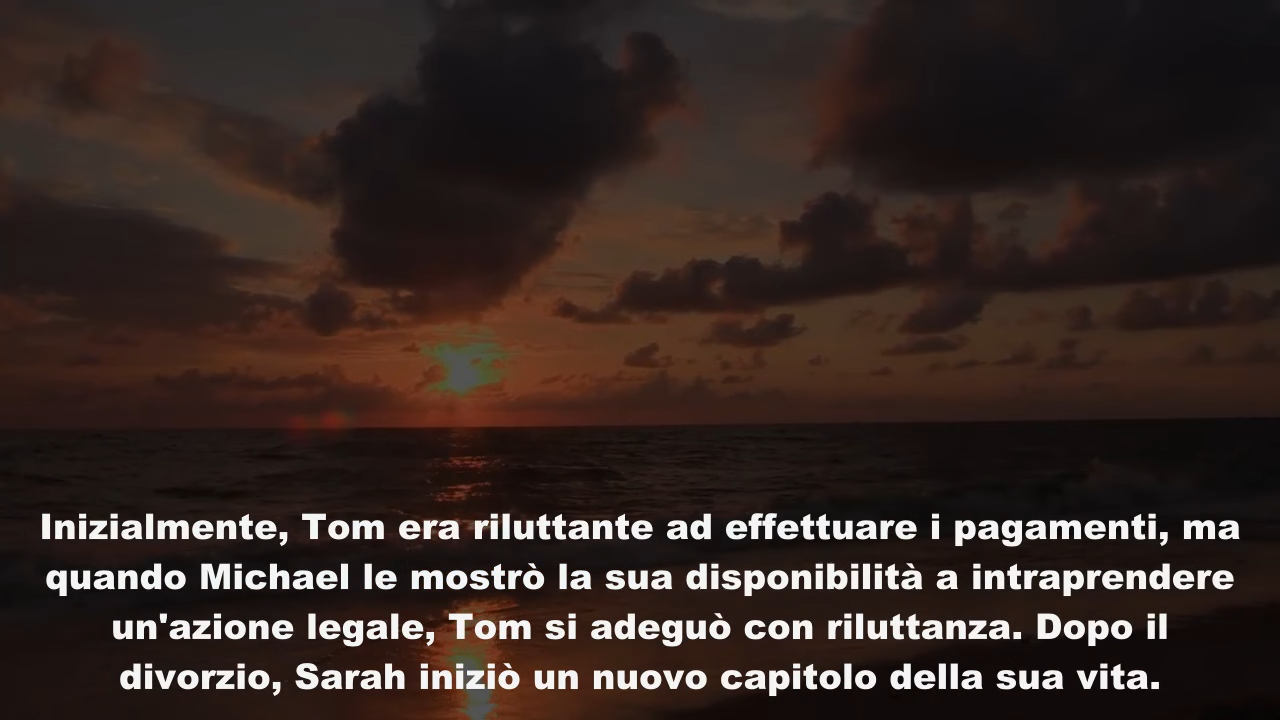 Inizialmente, Tom era riluttante ad effettuare i pagamenti, ma
quando Michael le mostrò la sua disponibilità a intraprendere
un'azione legale, Tom si adeguò con riluttanza. Dopo il
divorzio, Sarah iniziò un nuovo capitolo della sua vita.